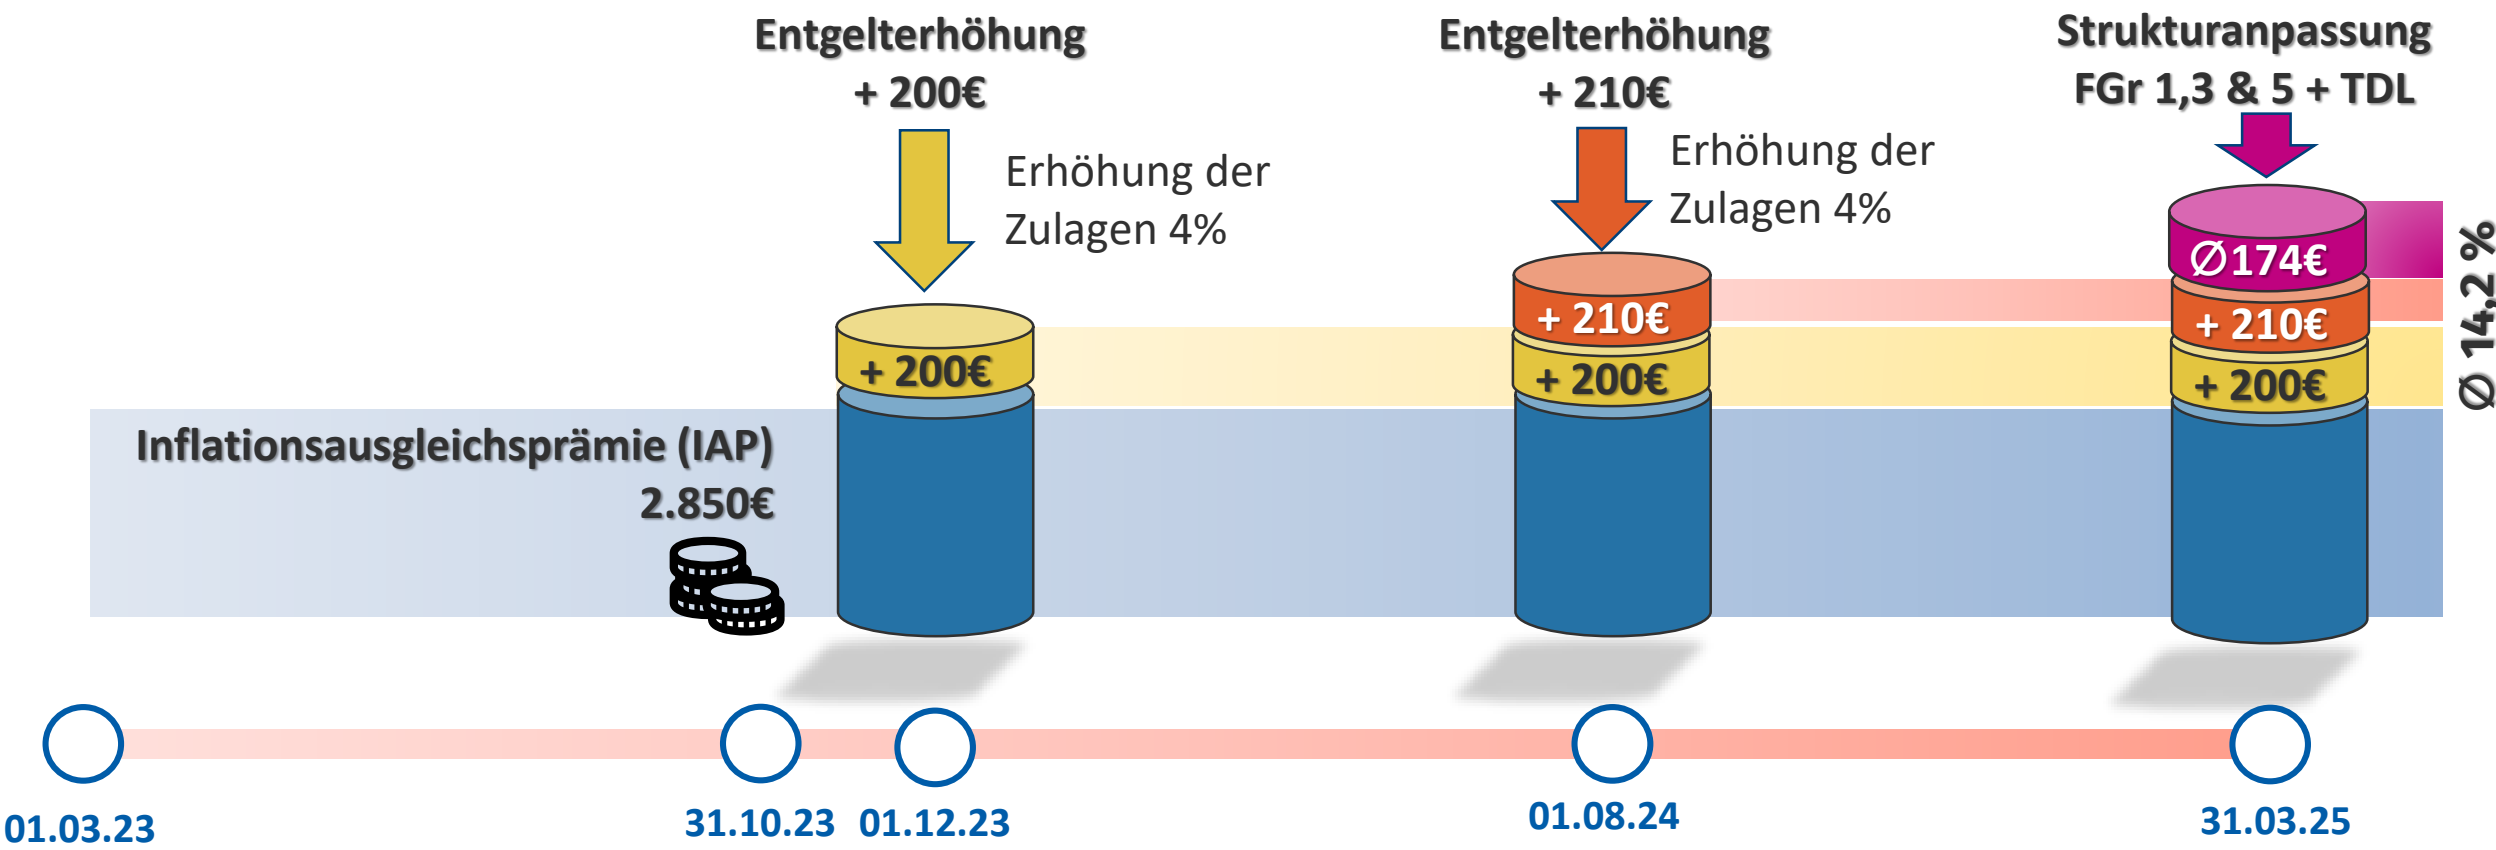 Entgelterhöhung
+ 200€
Erhöhung der
Zulagen 4%
Entgelterhöhung
+ 210€
Erhöhung der
Zulagen 4%
Strukturanpassung
FGr 1,3 & 5 + TDL
Inflationsausgleichsprämie (IAP)
2.850€
+ 200€
+ 210€
+ 200€
Ø174€
+ 210€
+ 200€
Ø 14,2 %
01.03.23
31.10.23
01.12.23
01.08.24
31.03.25